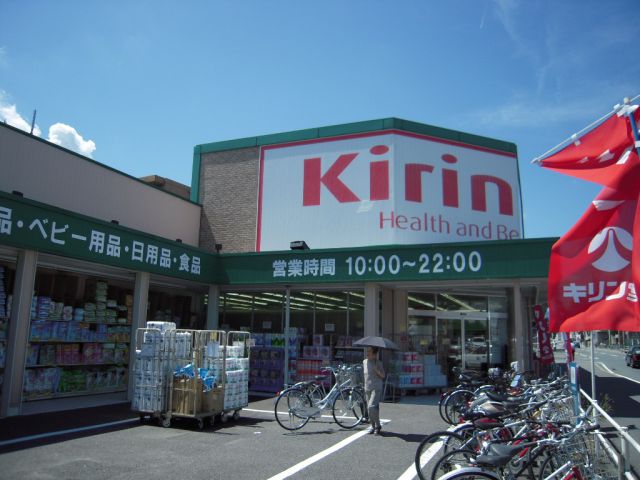 Kirin
Health and Be
品・ベビー用品・日用品・食品
営業時間 10:00～22:00
キリン